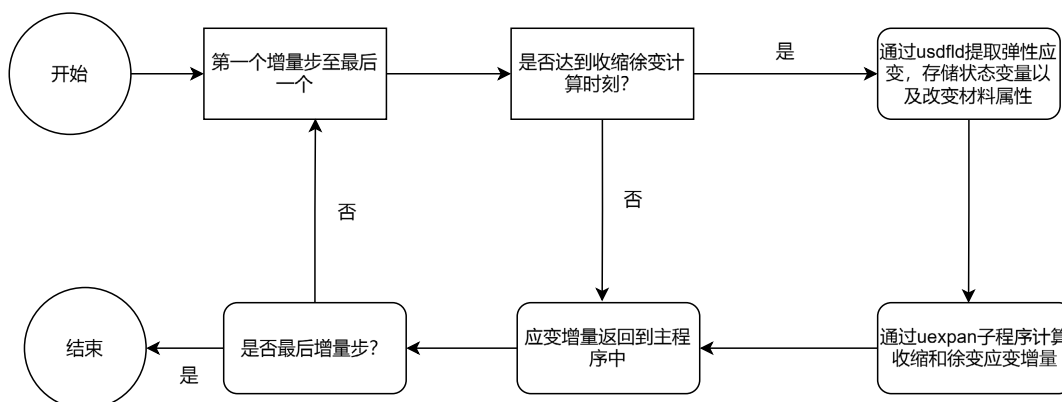 开始
第一个增量步至最后
一个
是否达到收缩徐变计
算时刻？
是
通过usdfld提取弹性应
变，存储状态变量以
及改变材料属性
否
否
结束
是
是否最后增量步？
应变增量返回到主程
序中
通过uexpan子程序计算
收缩和徐变应变增量